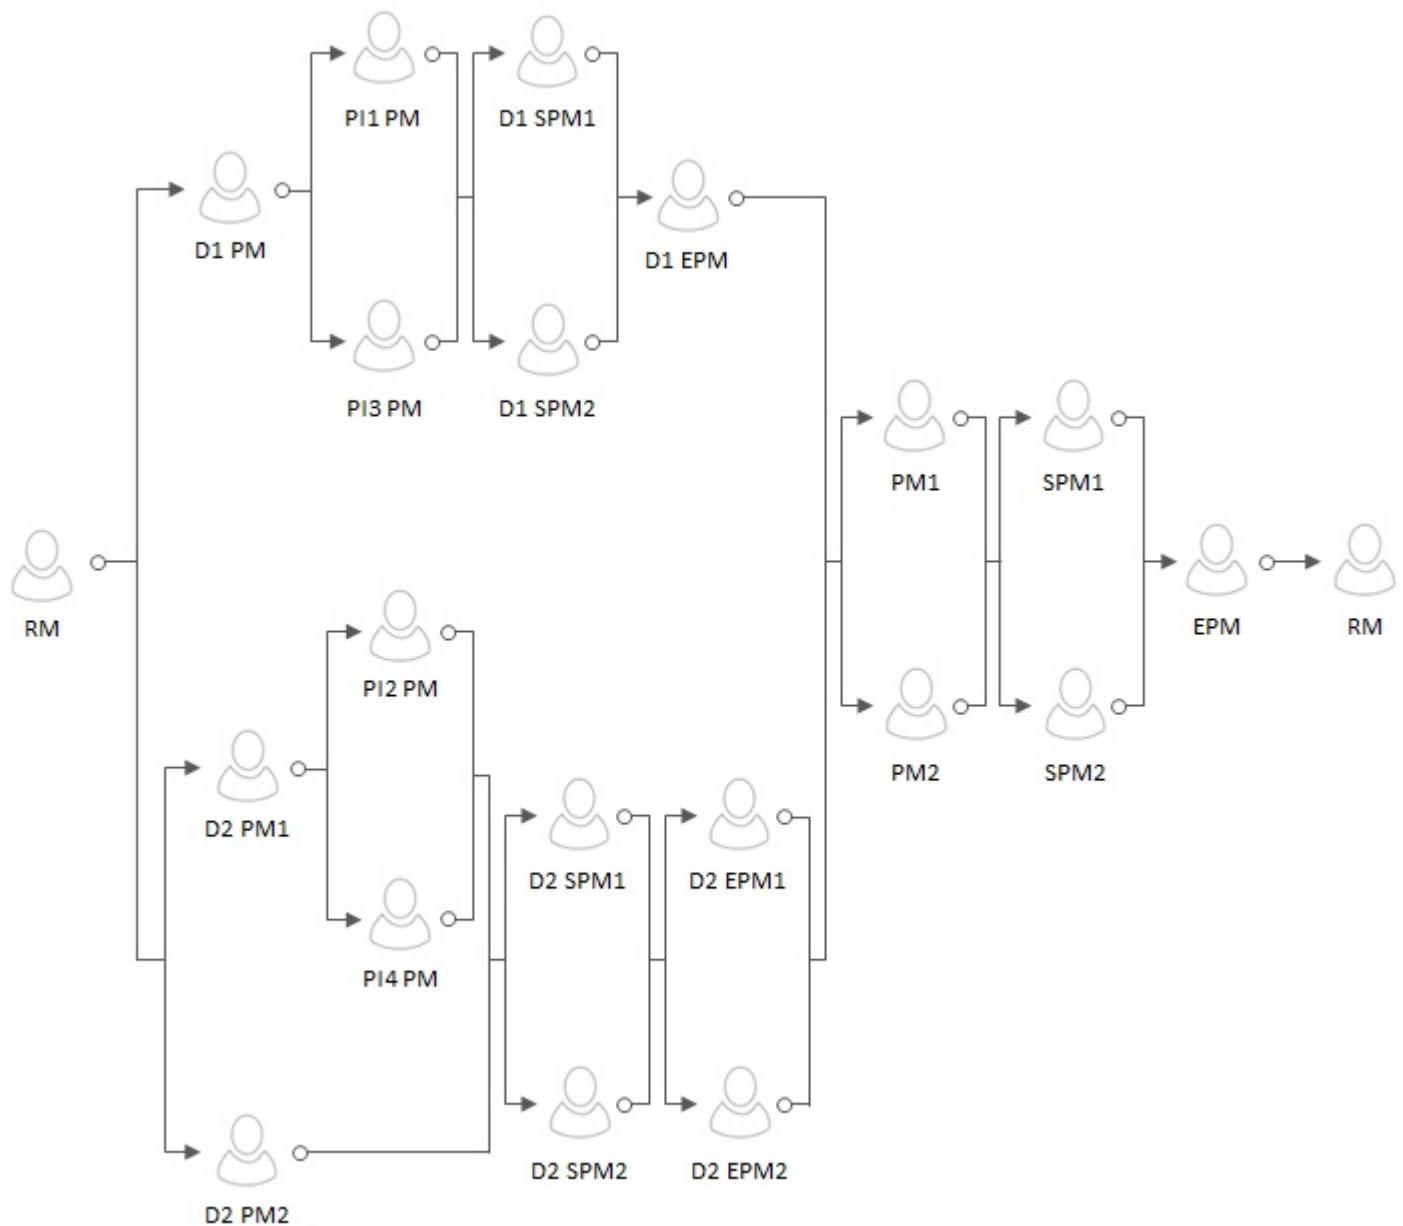 PI1 PM
D1 SPM1
D1 PM
D1 EPM
PI3 PM
D1 SPM2
PM1
SPM1
RM
EPM
RM
PI2 PM
PM2
SPM2
D2 PM1
D2 SPM1
D2 EPM1
PI4 PM
D2 SPM2
D2 EPM2
D2 PM2